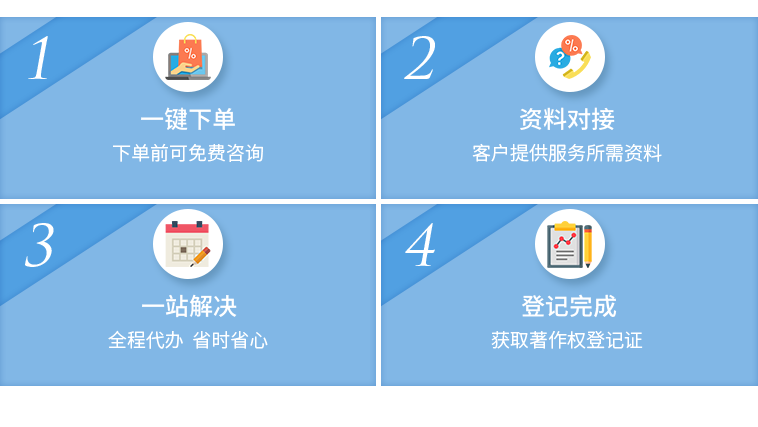 1
%
一键下单
下单前可免费咨询
2
%
?
资料对接
客户提供服务所需资料
3
一站解决
全程代办 省时省心
4
登记完成
获取著作权登记证